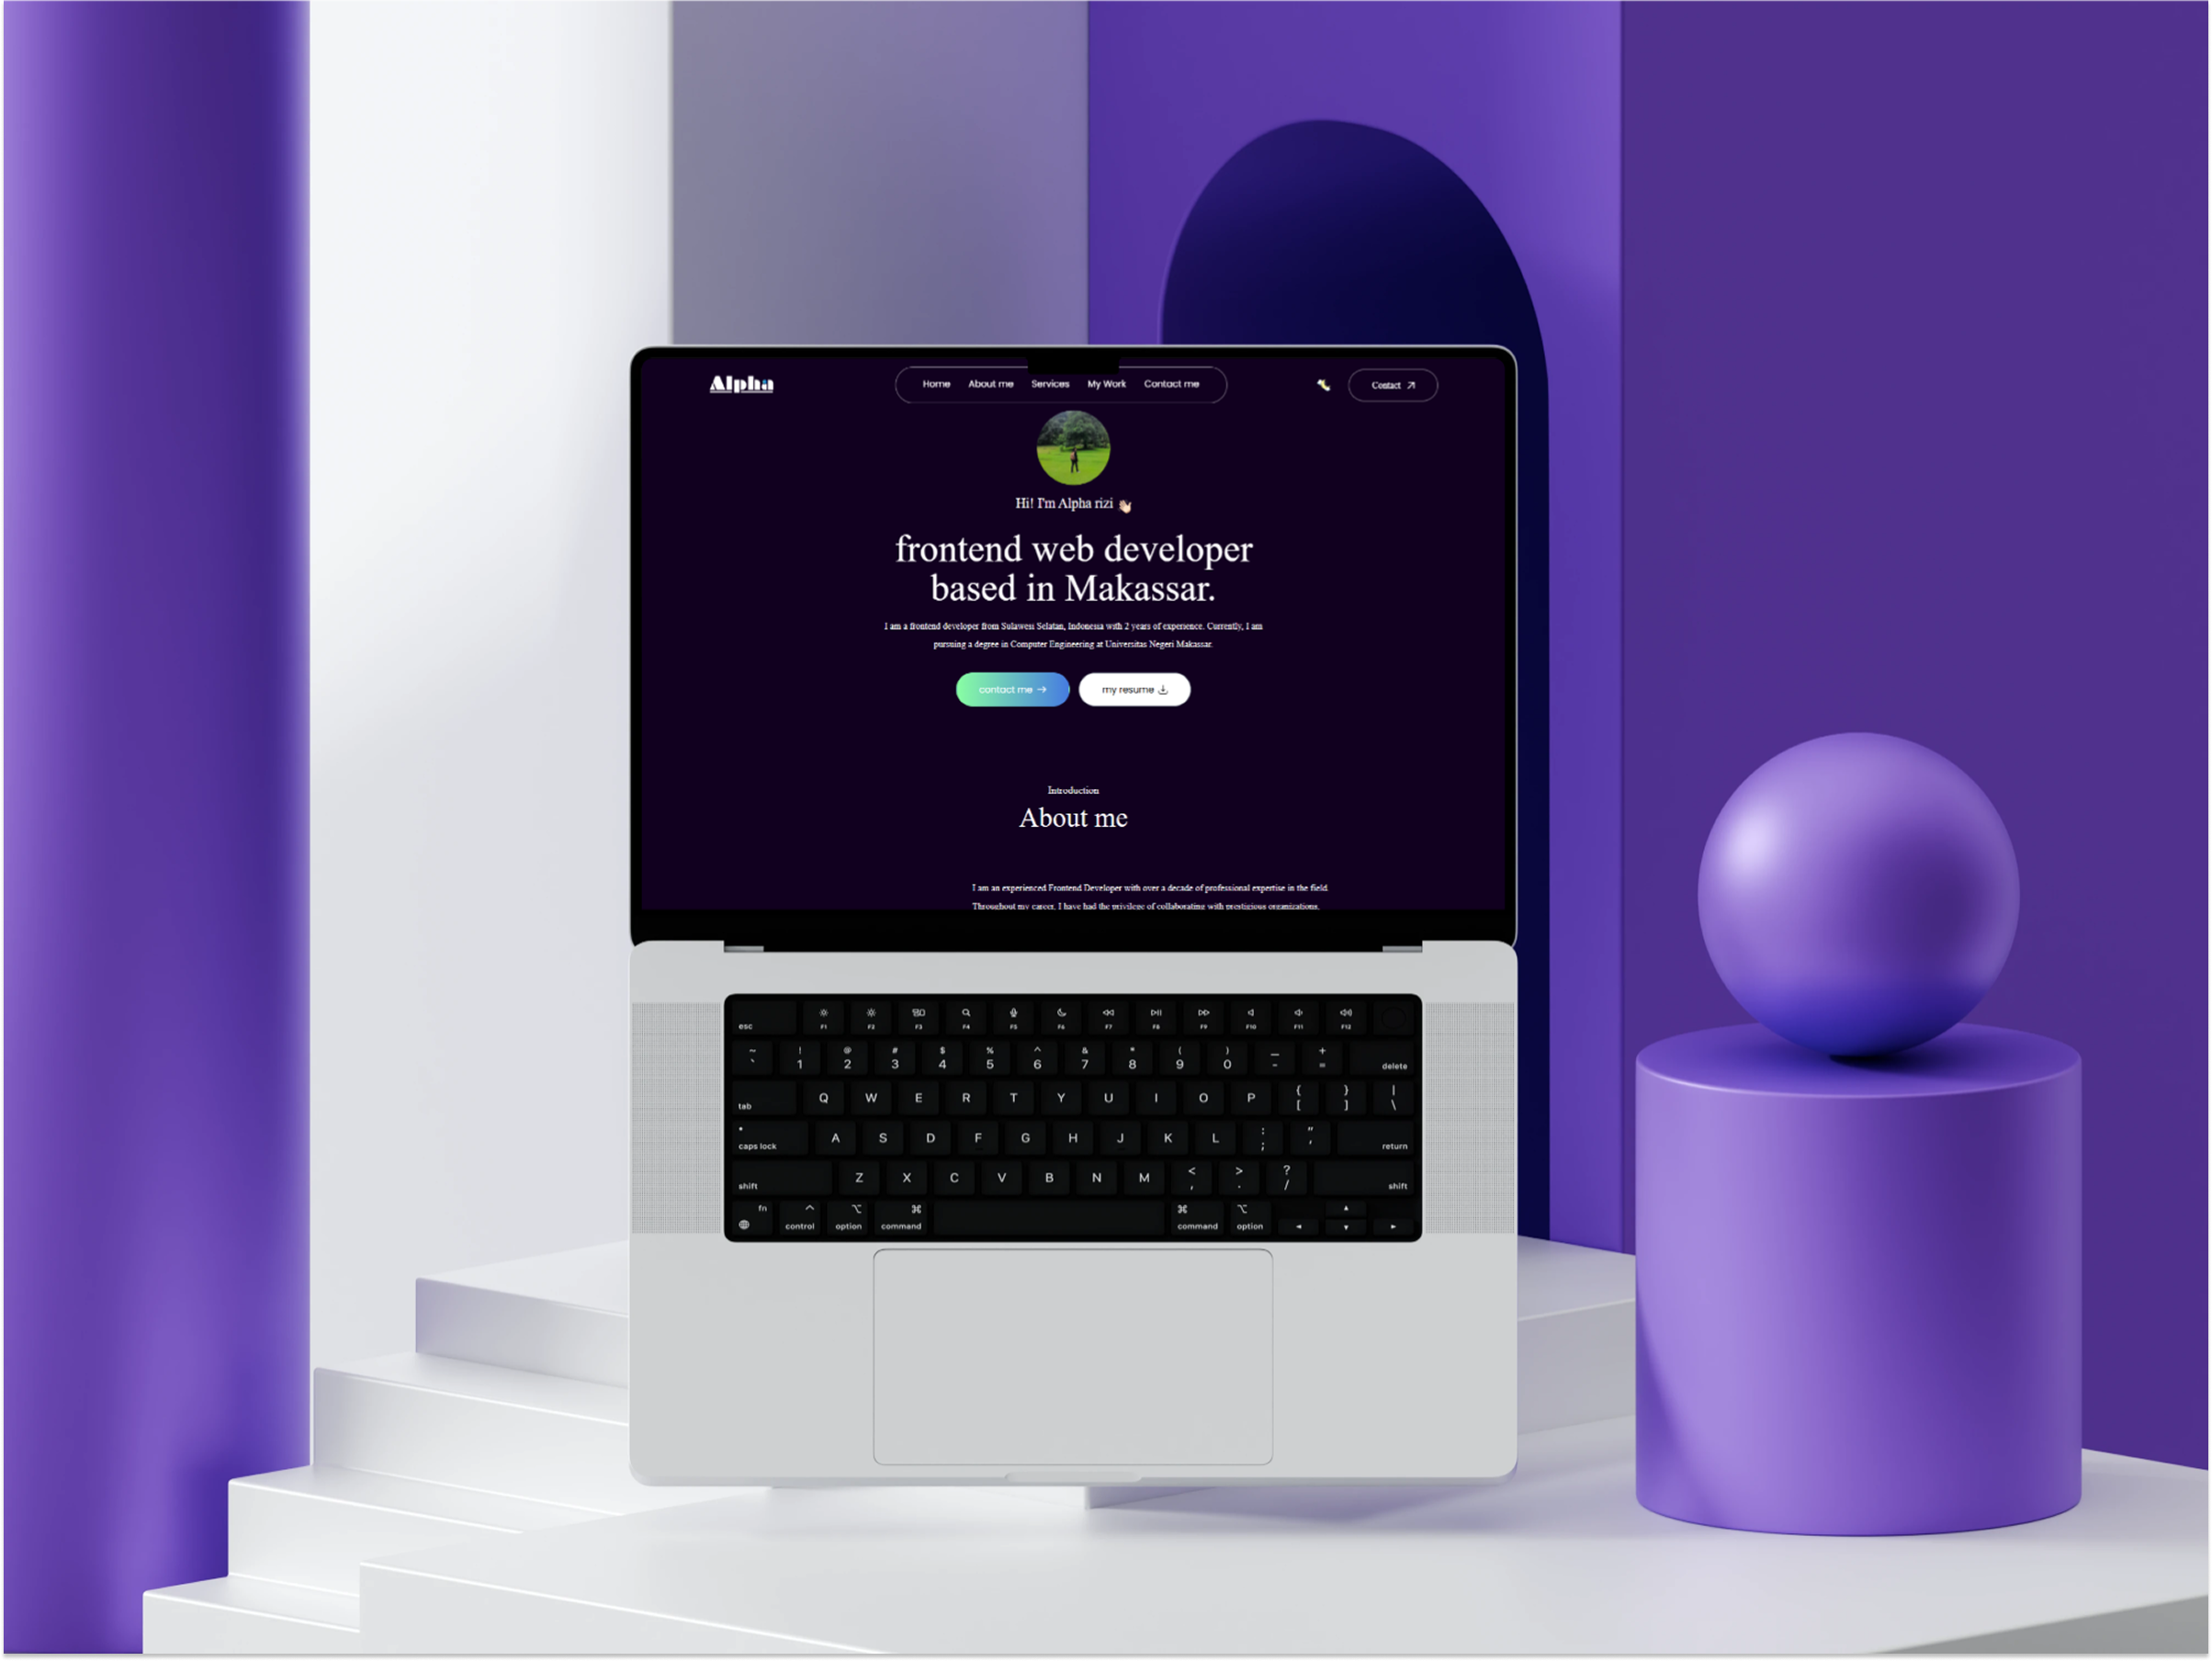 Alpha
Home About me Services My Work Contact me
Contact
Hi! I'm Alpha rizi
frontend web developer
based in Makassar.
I am a frontend developer from Sulawesi Selatan, Indonesia with 2 years of experience. Currently, I am
pursuing a degree in Computer Engineering at Universitas Negeri Makassar.
contact me
my resume
Introduction
About me
I am an experienced Frontend Developer with over a decade of professional expertise in the field.
Throughout my career, I have had the privilege of collaborating with prestigious organizations,
esc F1 F2 F3 F4 F5 F6 F7 F8 F9 F10 F11 F12
~ ! @ # $ % ^ & * ( ) — +
` 1 2 3 4 5 6 7 8 9 0 - = delete
tab Q W E R T Y U I O P { [ } ] | \
caps lock A S D F G H J K L : ; " ' return
shift Z X C V B N M < , > . ? / shift
fn control option command command option